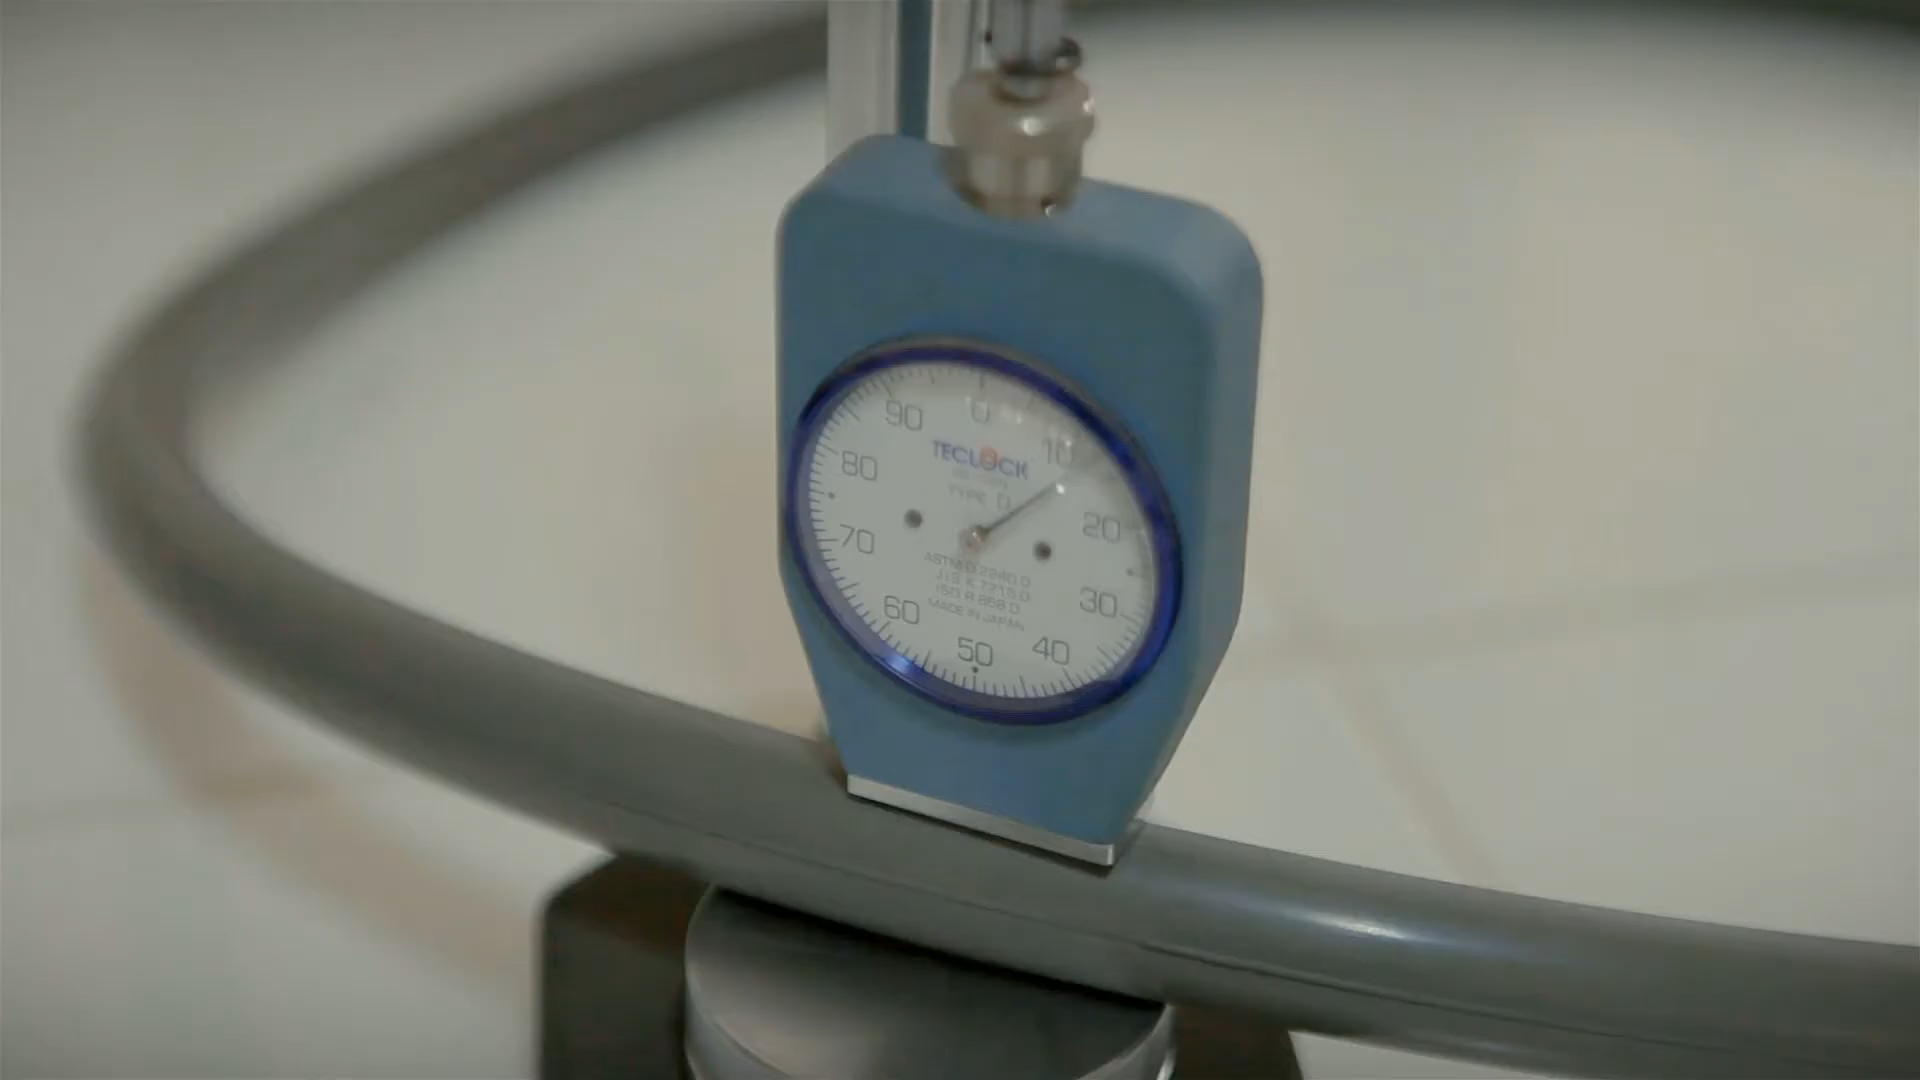 0
90
10
TECLOCK
80
TYPE D
20
70
ASTM D 2240 D
JIS K 7215 D
ISO R 868 D
MADE IN JAPAN
30
60
50
40